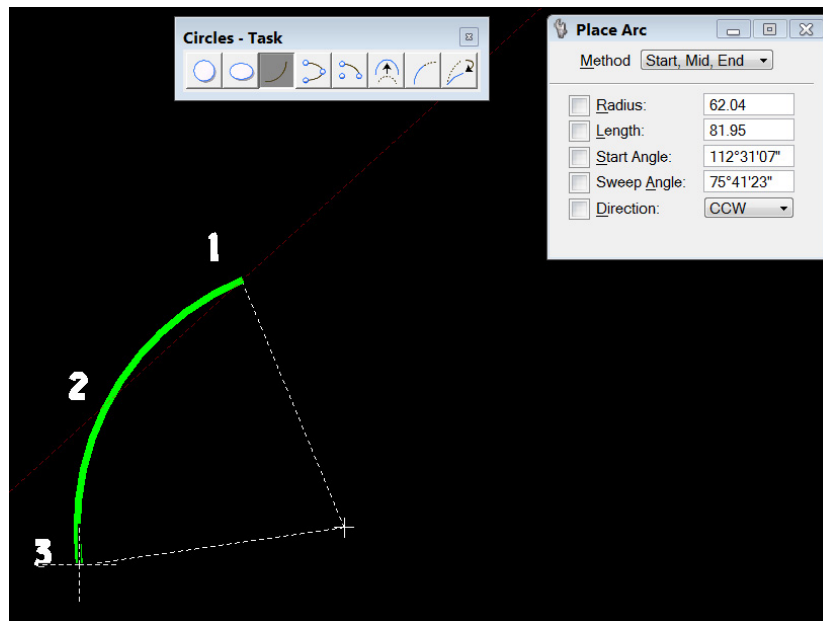 Circles - Task
Place Arc
Method Start, Mid, End
Radius: 62.04
Length: 81.95
Start Angle: 112°31'07"
Sweep Angle: 75°41'23"
Direction: CCW
1
2
3